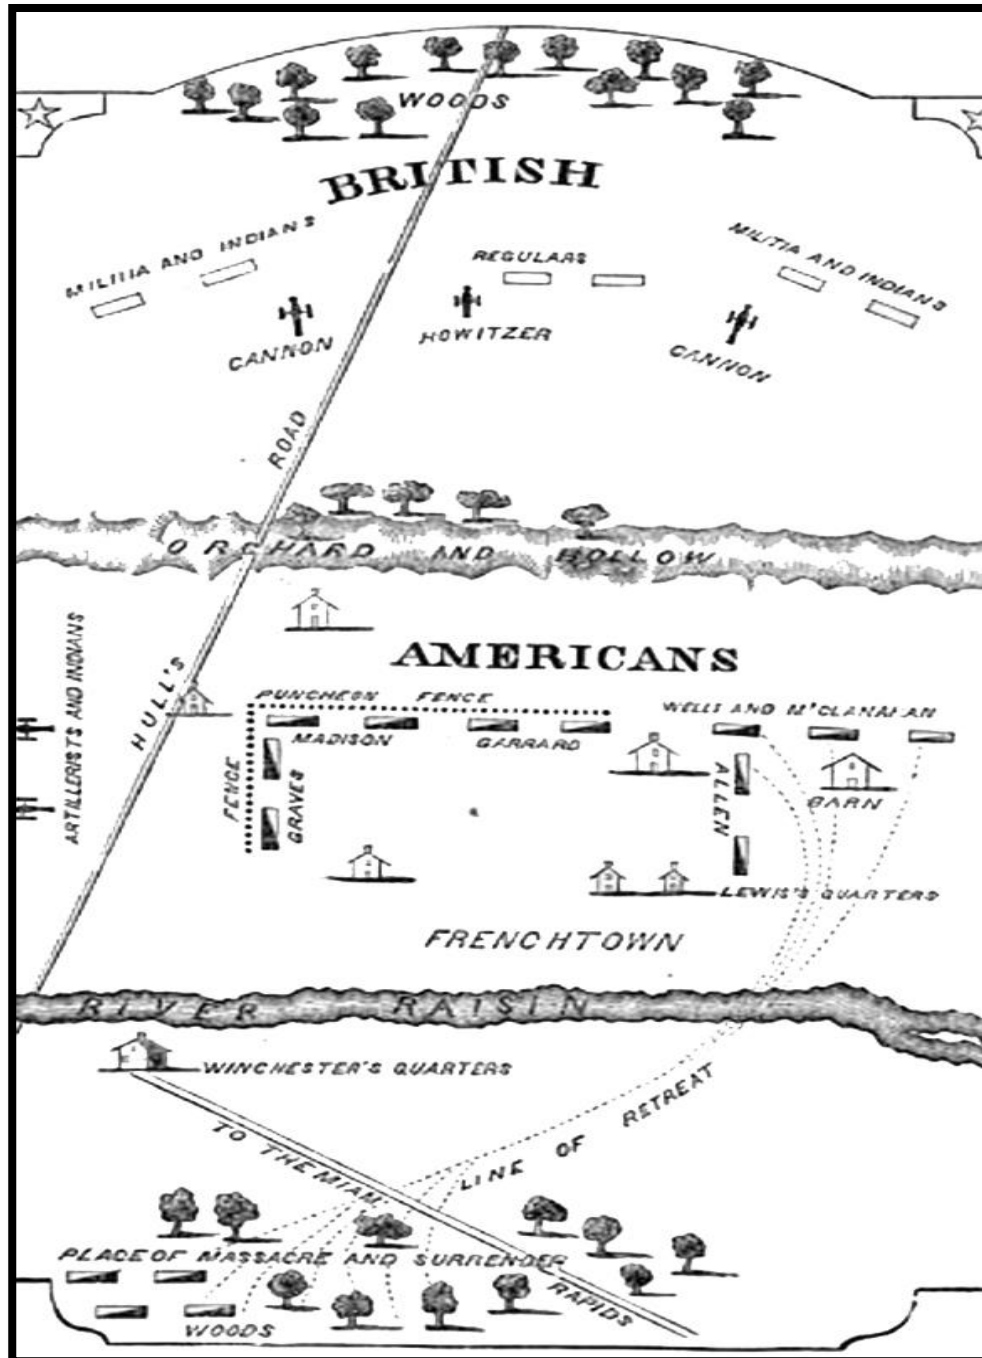 WOODS
BRITISH
MILITIA AND INDIANS
REGULARS
MILITIA AND INDIANS
CANNON
HOWITZER
CANNON
ROAD
ORCHARD AND HOLLOW
AMERICANS
HULL'S
ARTILLERISTS AND INDIANS
PUNCHEON FENCE
WELLS AND M'CLANAHAN
MADISON
GARRARD
FENCE
GRAVES
ALLEN
BARN
LEWIS'S QUARTERS
FRENCHTOWN
RIVER RAISIN
WINCHESTER'S QUARTERS
TO THE MIAMI
LINE OF RETREAT
PLACE OF MASSACRE AND SURRENDER
RAPIDS
WOODS